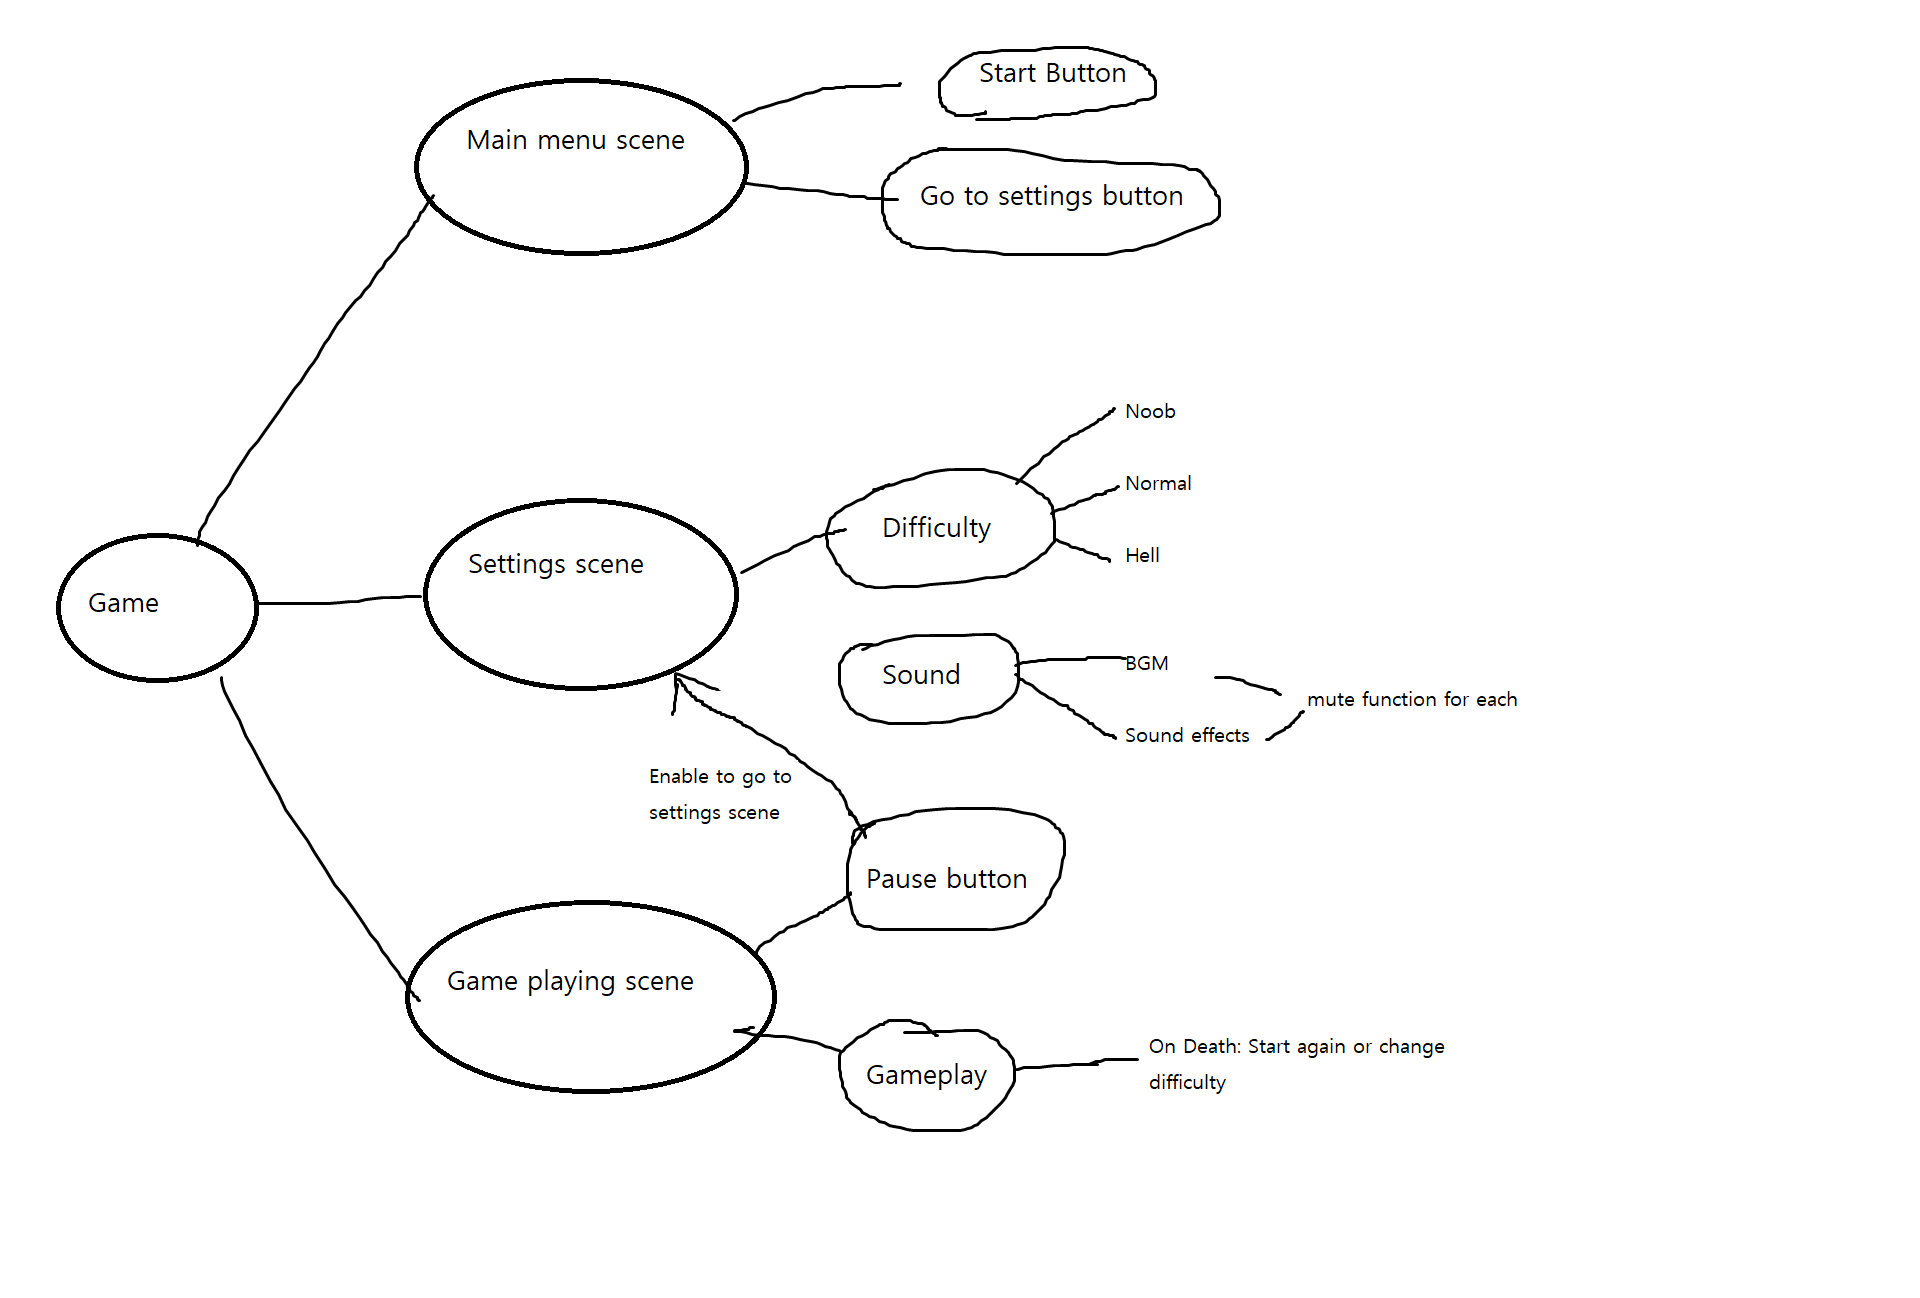 Start Button
Main menu scene
Go to settings button
Noob
Normal
Difficulty
Hell
Settings scene
Game
BGM
Sound
mute function for each
Sound effects
Enable to go to
settings scene
Pause button
Game playing scene
On Death: Start again or change
difficulty
Gameplay